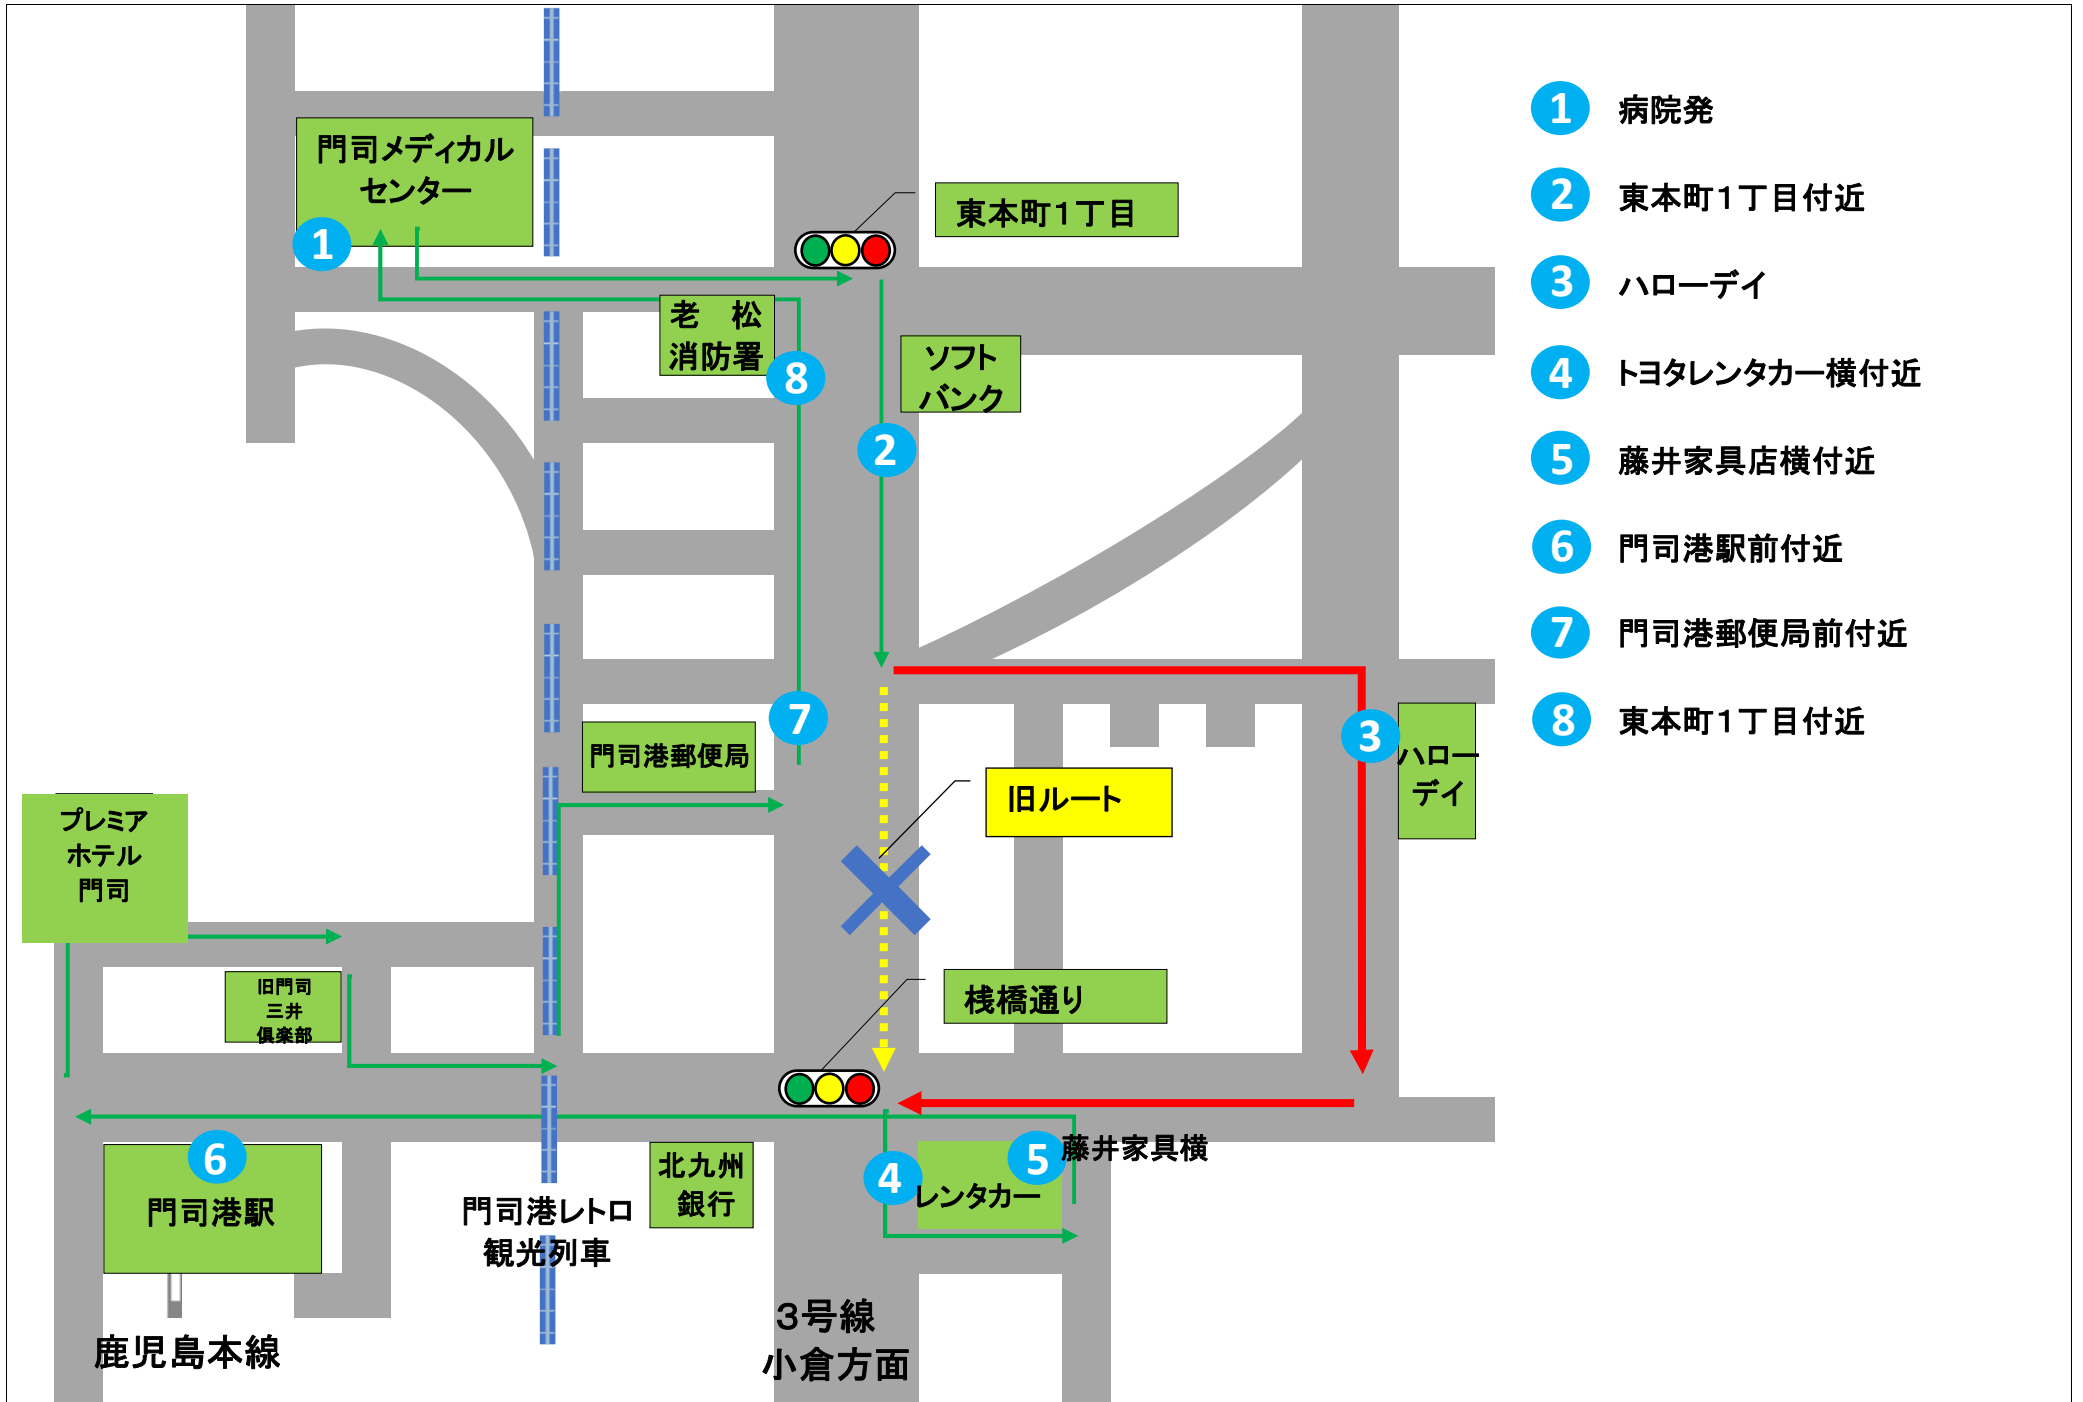 門司メディカル
センター
1
東本町1丁目
老　松
消防署
8
ソフト
バンク
2
門司港郵便局
7
3
ハロー
デイ
旧ルート
プレミア
ホテル
門司
旧門司
三井
倶楽部
桟橋通り
6
門司港駅
門司港レトロ
観光列車
北九州
銀行
4
5
藤井家具横
レンタカー
鹿児島本線
3号線
小倉方面
1 病院発
2 東本町1丁目付近
3 ハローデイ
4 トヨタレンタカー横付近
5 藤井家具店横付近
6 門司港駅前付近
7 門司港郵便局前付近
8 東本町1丁目付近